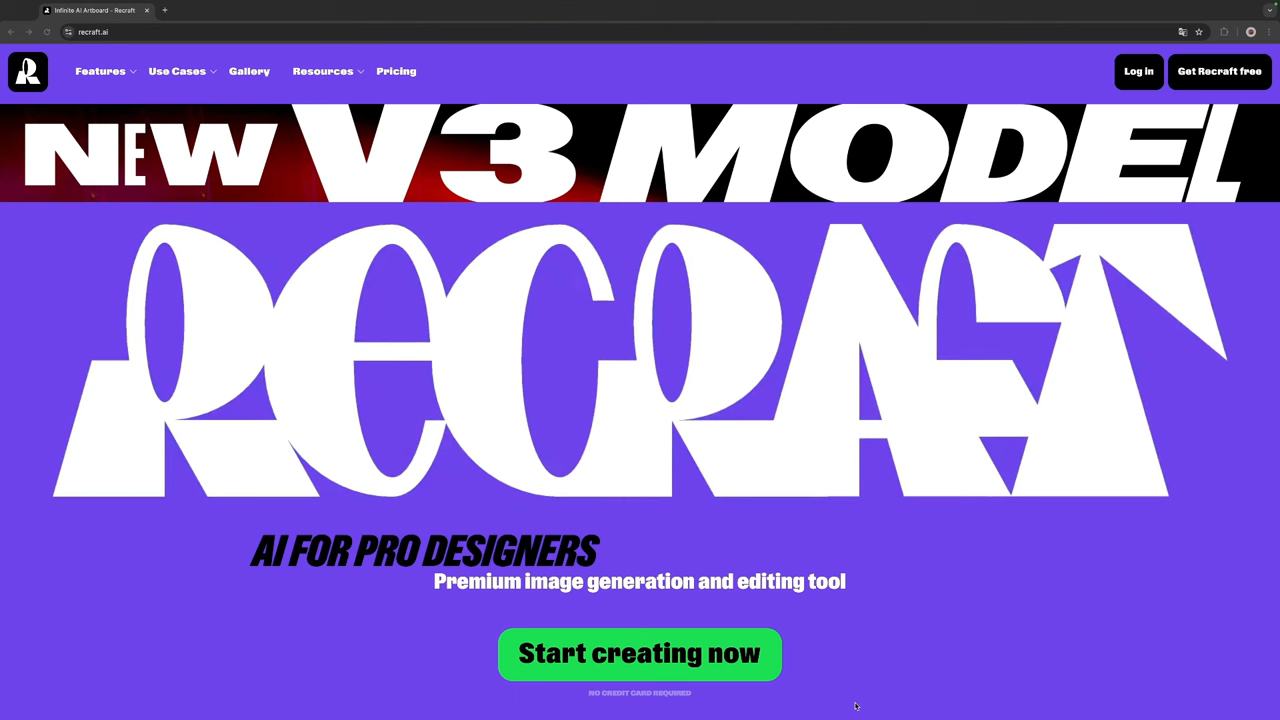 Infinite AI Artboard - Recraft
recraft.ai
Features
Use Cases
Gallery
Resources
Pricing
Log in
Get Recraft free
NEW V3 MODEL
RECRAFT
AI FOR PRO DESIGNERS
Premium image generation and editing tool
Start creating now
NO CREDIT CARD REQUIRED